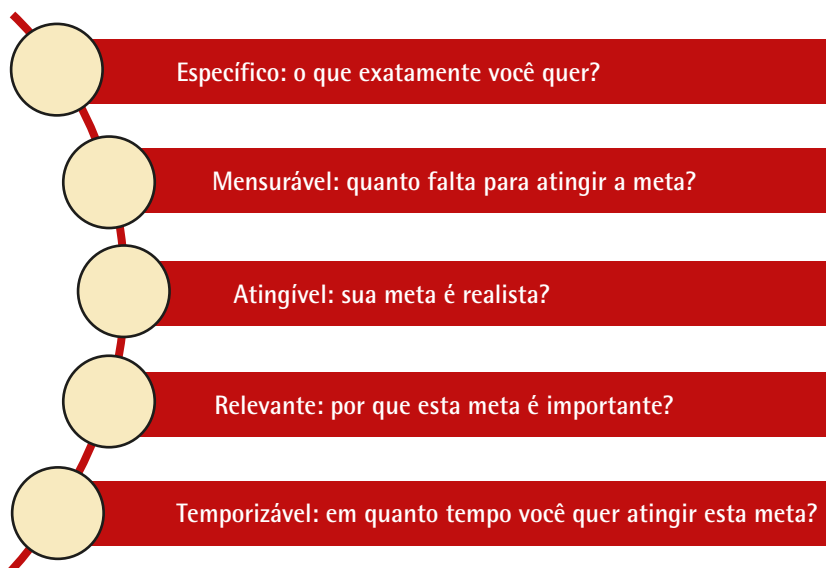 Específico: o que exatamente você quer?
Mensurável: quanto falta para atingir a meta?
Atingível: sua meta é realista?
Relevante: por que esta meta é importante?
Temporizável: em quanto tempo você quer atingir esta meta?